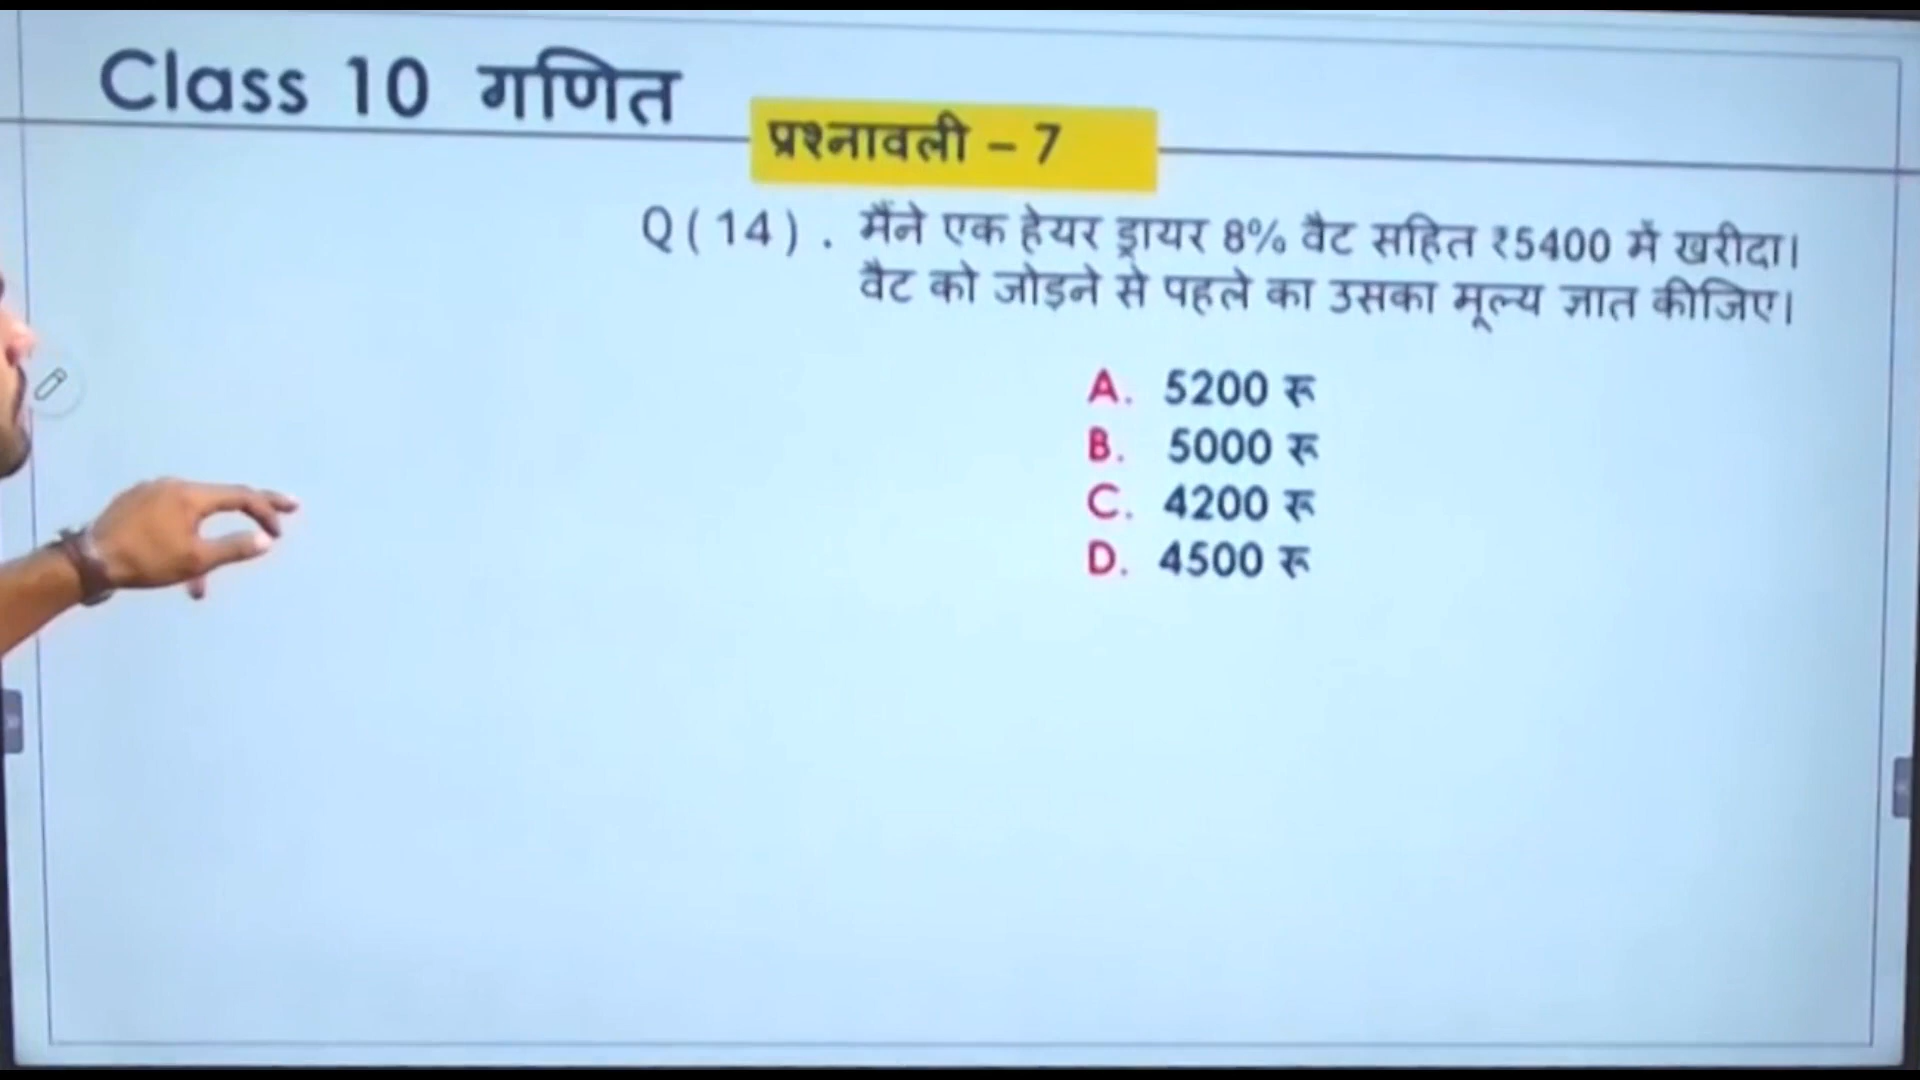 Class 10 गणित
प्रश्नावली – 7
Q ( 14 ) . मैंने एक हेयर ड्रायर 8% वैट सहित ₹5400 में खरीदा।
वैट को जोड़ने से पहले का उसका मूल्य ज्ञात कीजिए।
A. 5200 रू
B. 5000 रू
C. 4200 रू
D. 4500 रू